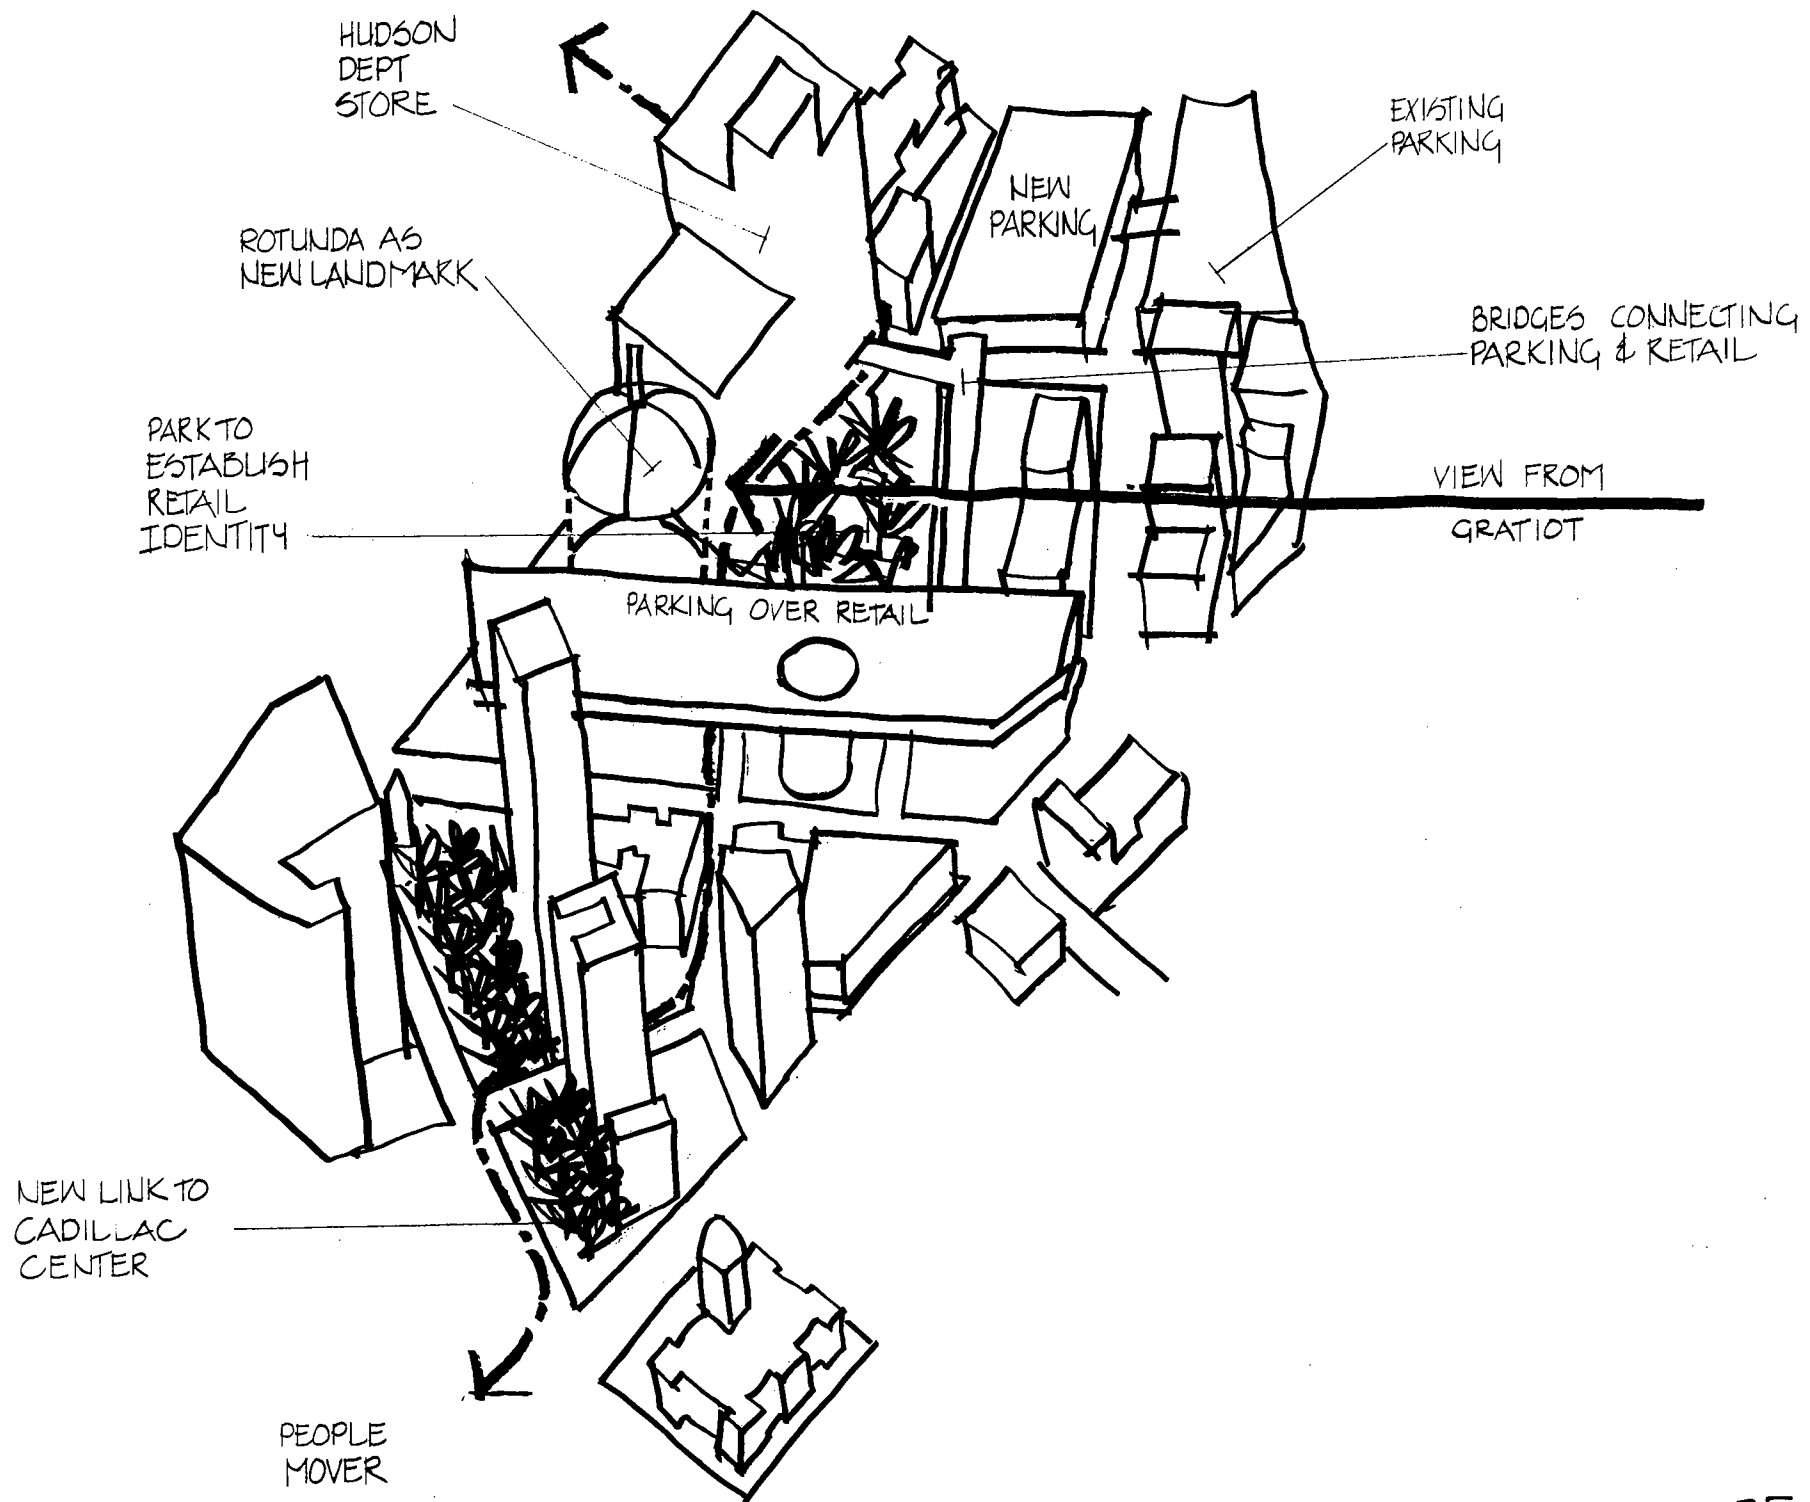 HUDSON
DEPT
STORE
EXISTING
PARKING
NEW
PARKING
ROTUNDA AS
NEW LANDMARK
BRIDGES CONNECTING
PARKING & RETAIL
PARK TO
ESTABLISH
RETAIL
IDENTITY
VIEW FROM
GRATIOT
PARKING OVER RETAIL
NEW LINK TO
CADILLAC
CENTER
PEOPLE
MOVER